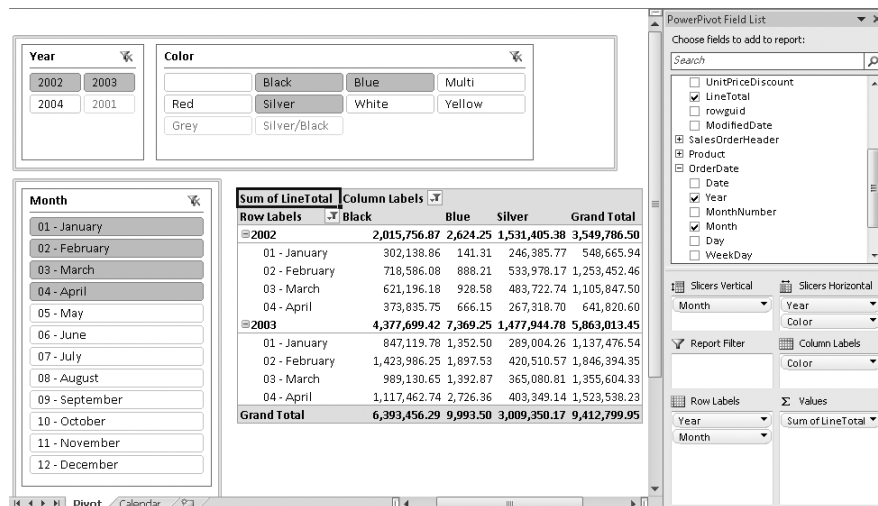 PowerPivot Field List
Choose fields to add to report:
Search
UnitPriceDiscount
LineTotal
rowguid
ModifiedDate
SalesOrderHeader
Product
OrderDate
Date
Year
MonthNumber
Month
Day
WeekDay
Slicers Vertical
Slicers Horizontal
Month
Year
Color
Report Filter
Column Labels
Color
Row Labels
Σ Values
Year
Sum of LineTotal
Month
Year
2002 2003
2004 2001
Color
Black Blue Multi
Red Silver White Yellow
Grey Silver/Black
Month
01 - January
02 - February
03 - March
04 - April
05 - May
06 - June
07 - July
08 - August
09 - September
10 - October
11 - November
12 - December
Sum of LineTotal Column Labels
Row Labels Black Blue Silver Grand Total
2002 2,015,756.87 2,624.25 1,531,405.38 3,549,786.50
01 - January 302,138.86 141.31 246,385.77 548,665.94
02 - February 718,586.08 888.21 533,978.17 1,253,452.46
03 - March 621,196.18 928.58 483,722.74 1,105,847.50
04 - April 373,835.75 666.15 267,318.70 641,820.60
2003 4,377,699.42 7,369.25 1,477,944.78 5,863,013.45
01 - January 847,119.78 1,352.50 289,004.26 1,137,476.54
02 - February 1,423,986.25 1,897.53 420,510.57 1,846,394.35
03 - March 989,130.65 1,392.87 365,080.81 1,355,604.33
04 - April 1,117,462.74 2,726.36 403,349.14 1,523,538.23
Grand Total 6,393,456.29 9,993.50 3,009,350.17 9,412,799.95
Pivot Calendar